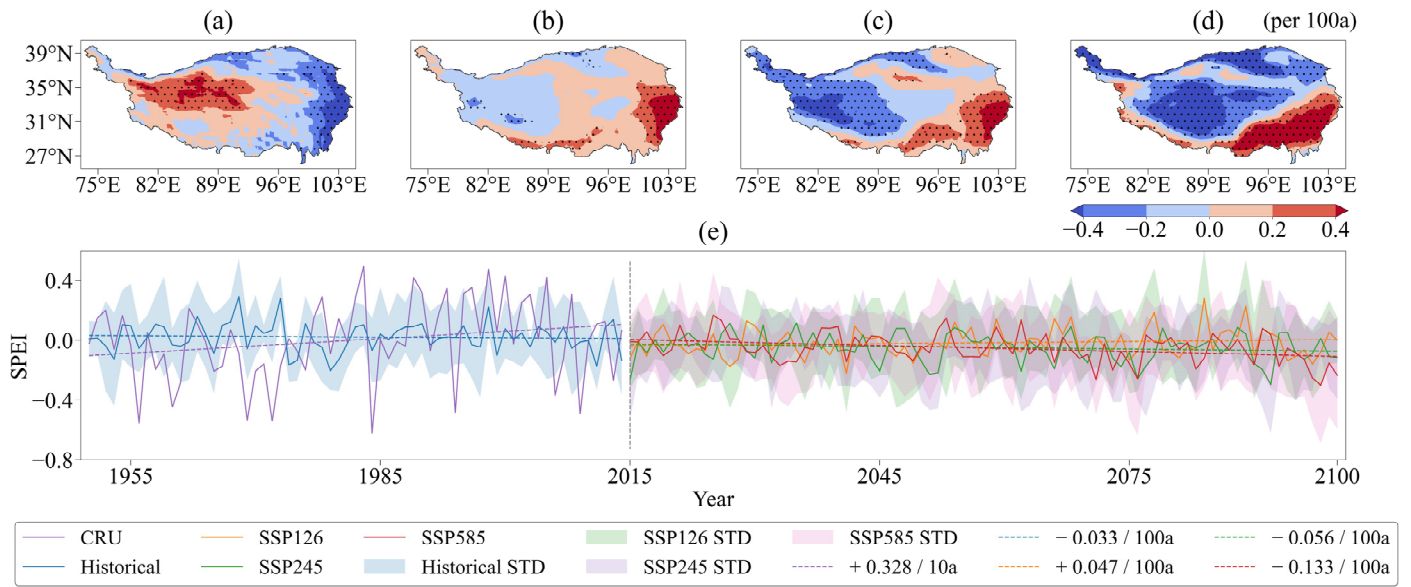 (a) (b) (c) (d) (per 100a)
39°N
35°N
31°N
27°N
75°E 82°E 89°E 96°E 103°E 75°E 82°E 89°E 96°E 103°E 75°E 82°E 89°E 96°E 103°E 75°E 82°E 89°E 96°E 103°E
−0.4 −0.2 0.0 0.2 0.4
(e)
0.4
0.0
−0.4
−0.8
SPEI
1955 1985 2015 2045 2075 2100
Year
CRU SSP126 SSP585 SSP126 STD SSP585 STD − 0.033 / 100a − 0.056 / 100a
Historical SSP245 Historical STD SSP245 STD + 0.328 / 10a + 0.047 / 100a − 0.133 / 100a